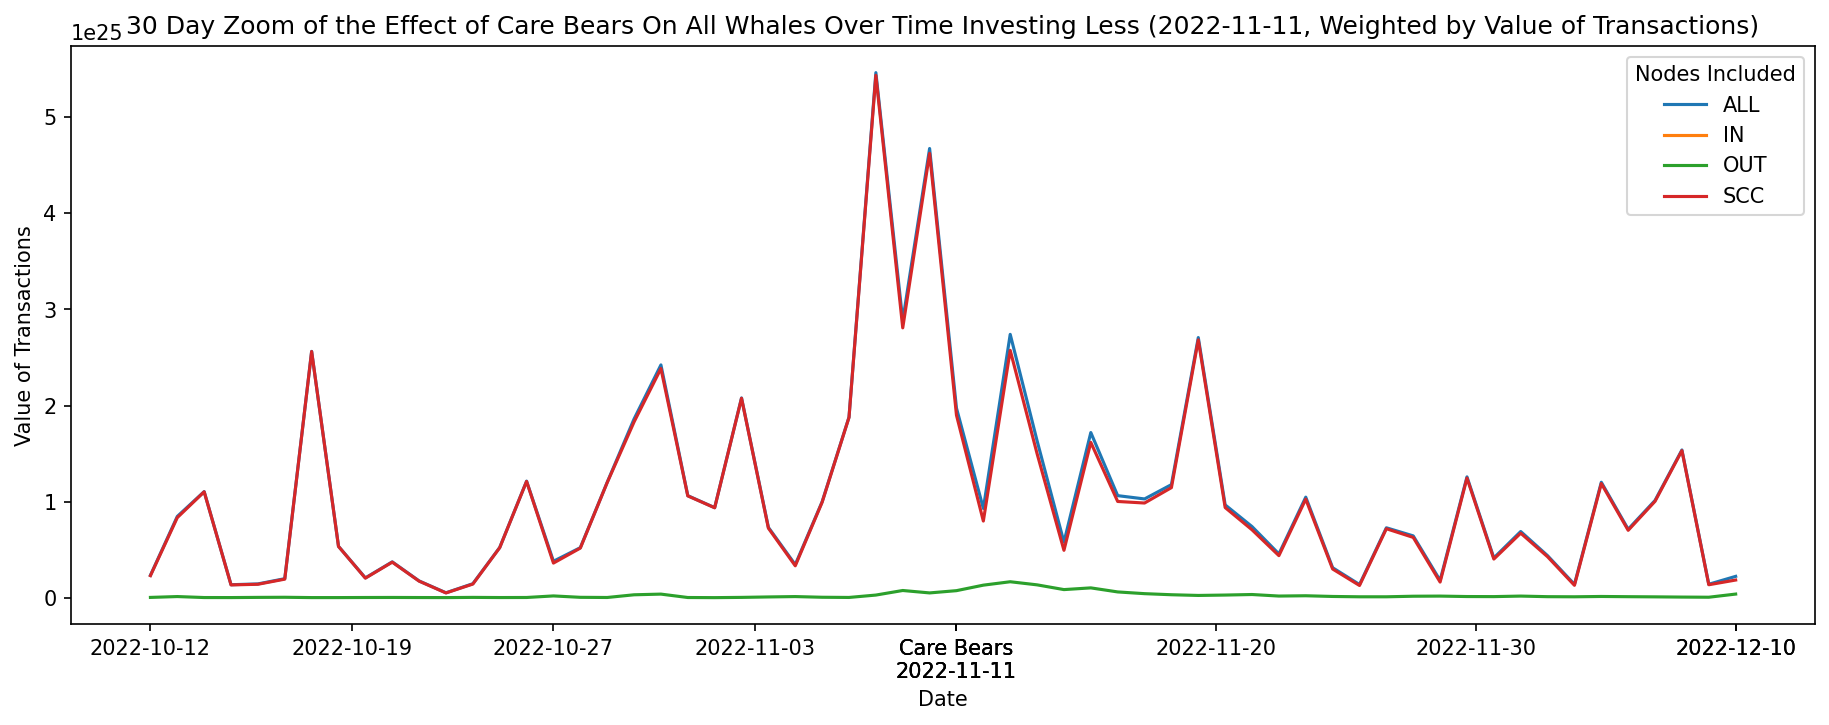 30 Day Zoom of the Effect of Care Bears On All Whales Over Time Investing Less (2022-11-11, Weighted by Value of Transactions)
1e25
Nodes Included
ALL
IN
OUT
SCC
Value of Transactions
5
4
3
2
1
0
2022-10-12 2022-10-19 2022-10-27 2022-11-03 Care Bears 2022-11-20 2022-11-30 2022-12-10
2022-11-11
Date